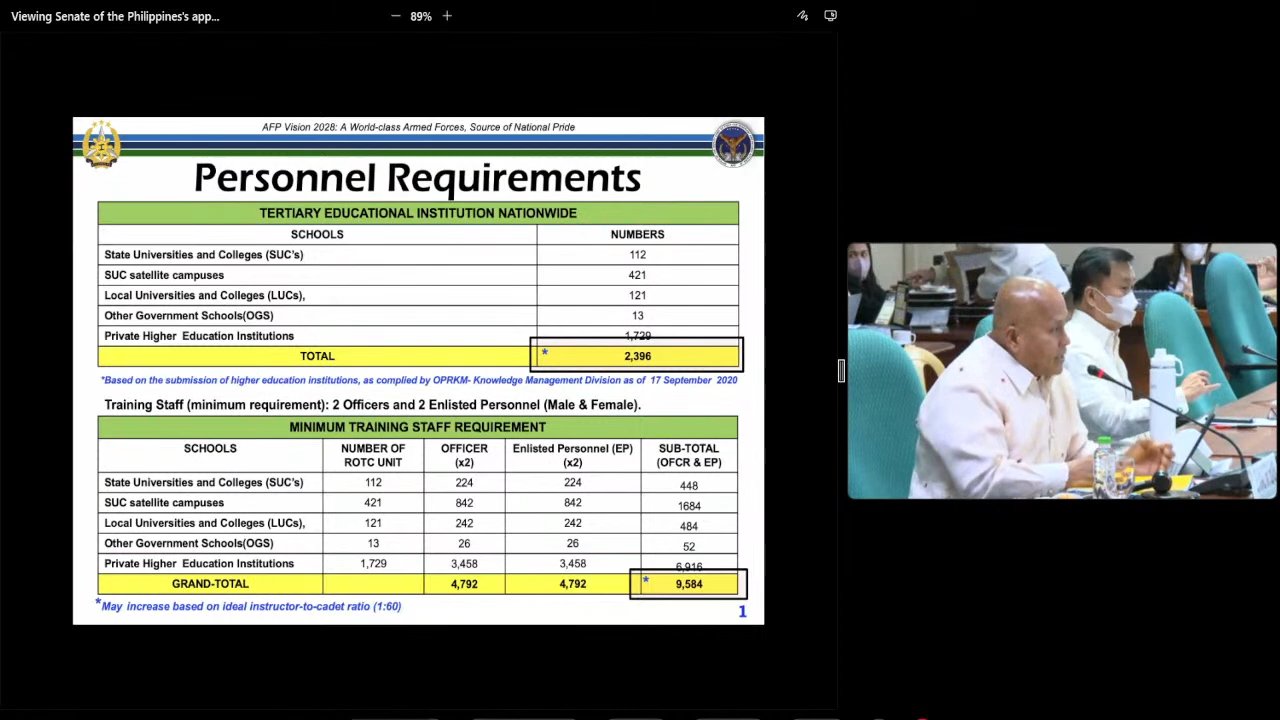 Viewing Senate of the Philippines's app...
89%
AFP Vision 2028: A World-class Armed Forces, Source of National Pride
Personnel Requirements
TERTIARY EDUCATIONAL INSTITUTION NATIONWIDE
SCHOOLS NUMBERS
State Universities and Colleges (SUC's) 112
SUC satellite campuses 421
Local Universities and Colleges (LUCs), 121
Other Government Schools(OGS) 13
Private Higher Education Institutions 1,729
TOTAL * 2,396
*Based on the submission of higher education institutions, as complied by OPRKM- Knowledge Management Division as of 17 September 2020
Training Staff (minimum requirement): 2 Officers and 2 Enlisted Personnel (Male & Female).
MINIMUM TRAINING STAFF REQUIREMENT
SCHOOLS NUMBER OF ROTC UNIT OFFICER (x2) Enlisted Personnel (EP) (x2) SUB-TOTAL (OFCR & EP)
State Universities and Colleges (SUC's) 112 224 224 448
SUC satellite campuses 421 842 842 1684
Local Universities and Colleges (LUCs), 121 242 242 484
Other Government Schools(OGS) 13 26 26 52
Private Higher Education Institutions 1,729 3,458 3,458 6,916
GRAND-TOTAL 4,792 4,792 * 9,584
*May increase based on ideal instructor-to-cadet ratio (1:60)
1